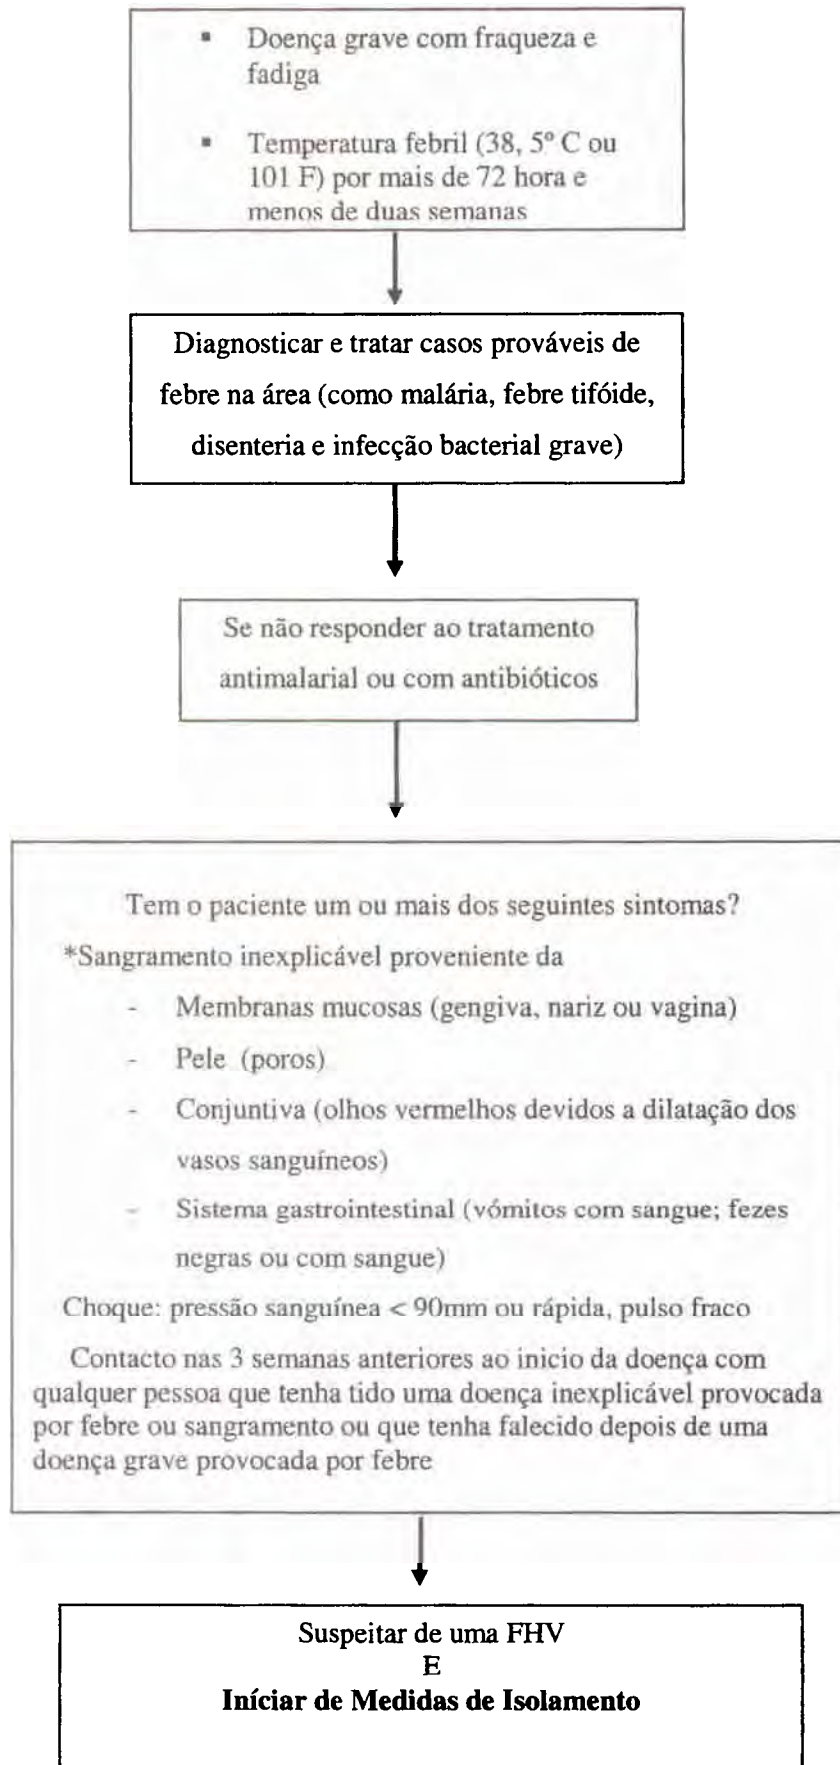 ▪ Doença grave com fraqueza e
fadiga
▪ Temperatura febril (38, 5º C ou
101 F) por mais de 72 hora e
menos de duas semanas
Diagnosticar e tratar casos prováveis de
febre na área (como malária, febre tifóide,
disenteria e infecção bacterial grave)
Se não responder ao tratamento
antimalarial ou com antibióticos
Tem o paciente um ou mais dos seguintes sintomas?
*Sangramento inexplicável proveniente da
- Membranas mucosas (gengiva, nariz ou vagina)
- Pele (poros)
- Conjuntiva (olhos vermelhos devidos a dilatação dos
vasos sanguíneos)
- Sistema gastrointestinal (vómitos com sangue; fezes
negras ou com sangue)
Choque: pressão sanguínea < 90mm ou rápida, pulso fraco
Contacto nas 3 semanas anteriores ao inicio da doença com
qualquer pessoa que tenha tido uma doença inexplicável provocada
por febre ou sangramento ou que tenha falecido depois de uma
doença grave provocada por febre
Suspeitar de uma FHV
E
Iníciar de Medidas de Isolamento